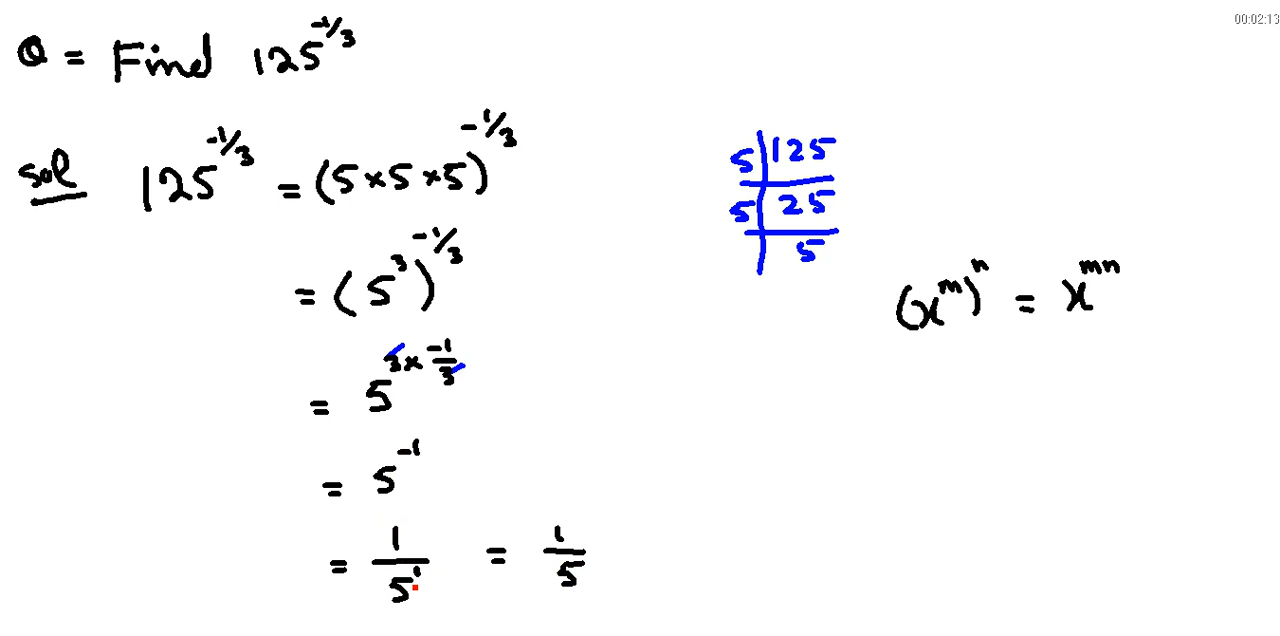 00:02:13
Q = Find 125^-1/3
Sol 125^-1/3 = (5×5×5)^-1/3
= (5^3)^-1/3
= 5^3×-1/3
= 5^-1
= 1/5^1 = 1/5
5|125
5|25
|5
(x^m)^n = x^mn